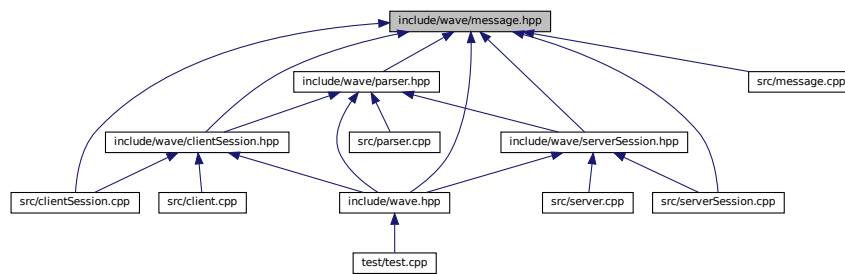 include/wave/message.hpp
include/wave/parser.hpp
src/message.cpp
include/wave/clientSession.hpp
src/parser.cpp
include/wave/serverSession.hpp
src/clientSession.cpp
src/client.cpp
include/wave.hpp
src/server.cpp
src/serverSession.cpp
test/test.cpp